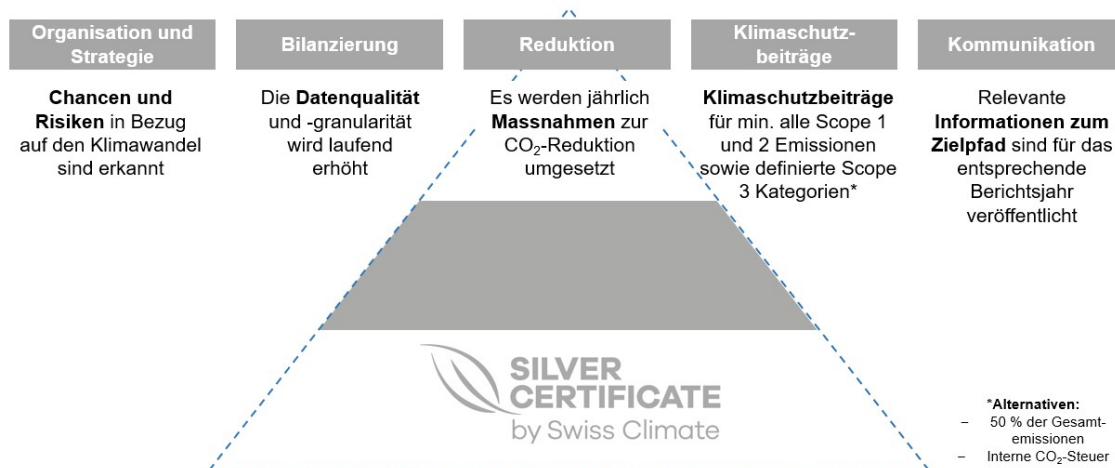 Organisation und
Strategie
Chancen und
Risiken in Bezug
auf den Klimawandel
sind erkannt
Bilanzierung
Die Datenqualität
und -granularität
wird laufend
erhöht
Reduktion
Es werden jährlich
Massnahmen zur
CO₂-Reduktion
umgesetzt
Klimaschutz-
beiträge
Klimaschutzbeiträge
für min. alle Scope 1
und 2 Emissionen
sowie definierte Scope
3 Kategorien*
Kommunikation
Relevante
Informationen zum
Zielpfad sind für das
entsprechende
Berichtsjahr
veröffentlicht
SILVER
CERTIFICATE
by Swiss Climate
*Alternativen:
– 50 % der Gesamt-
emissionen
– Interne CO₂-Steuer